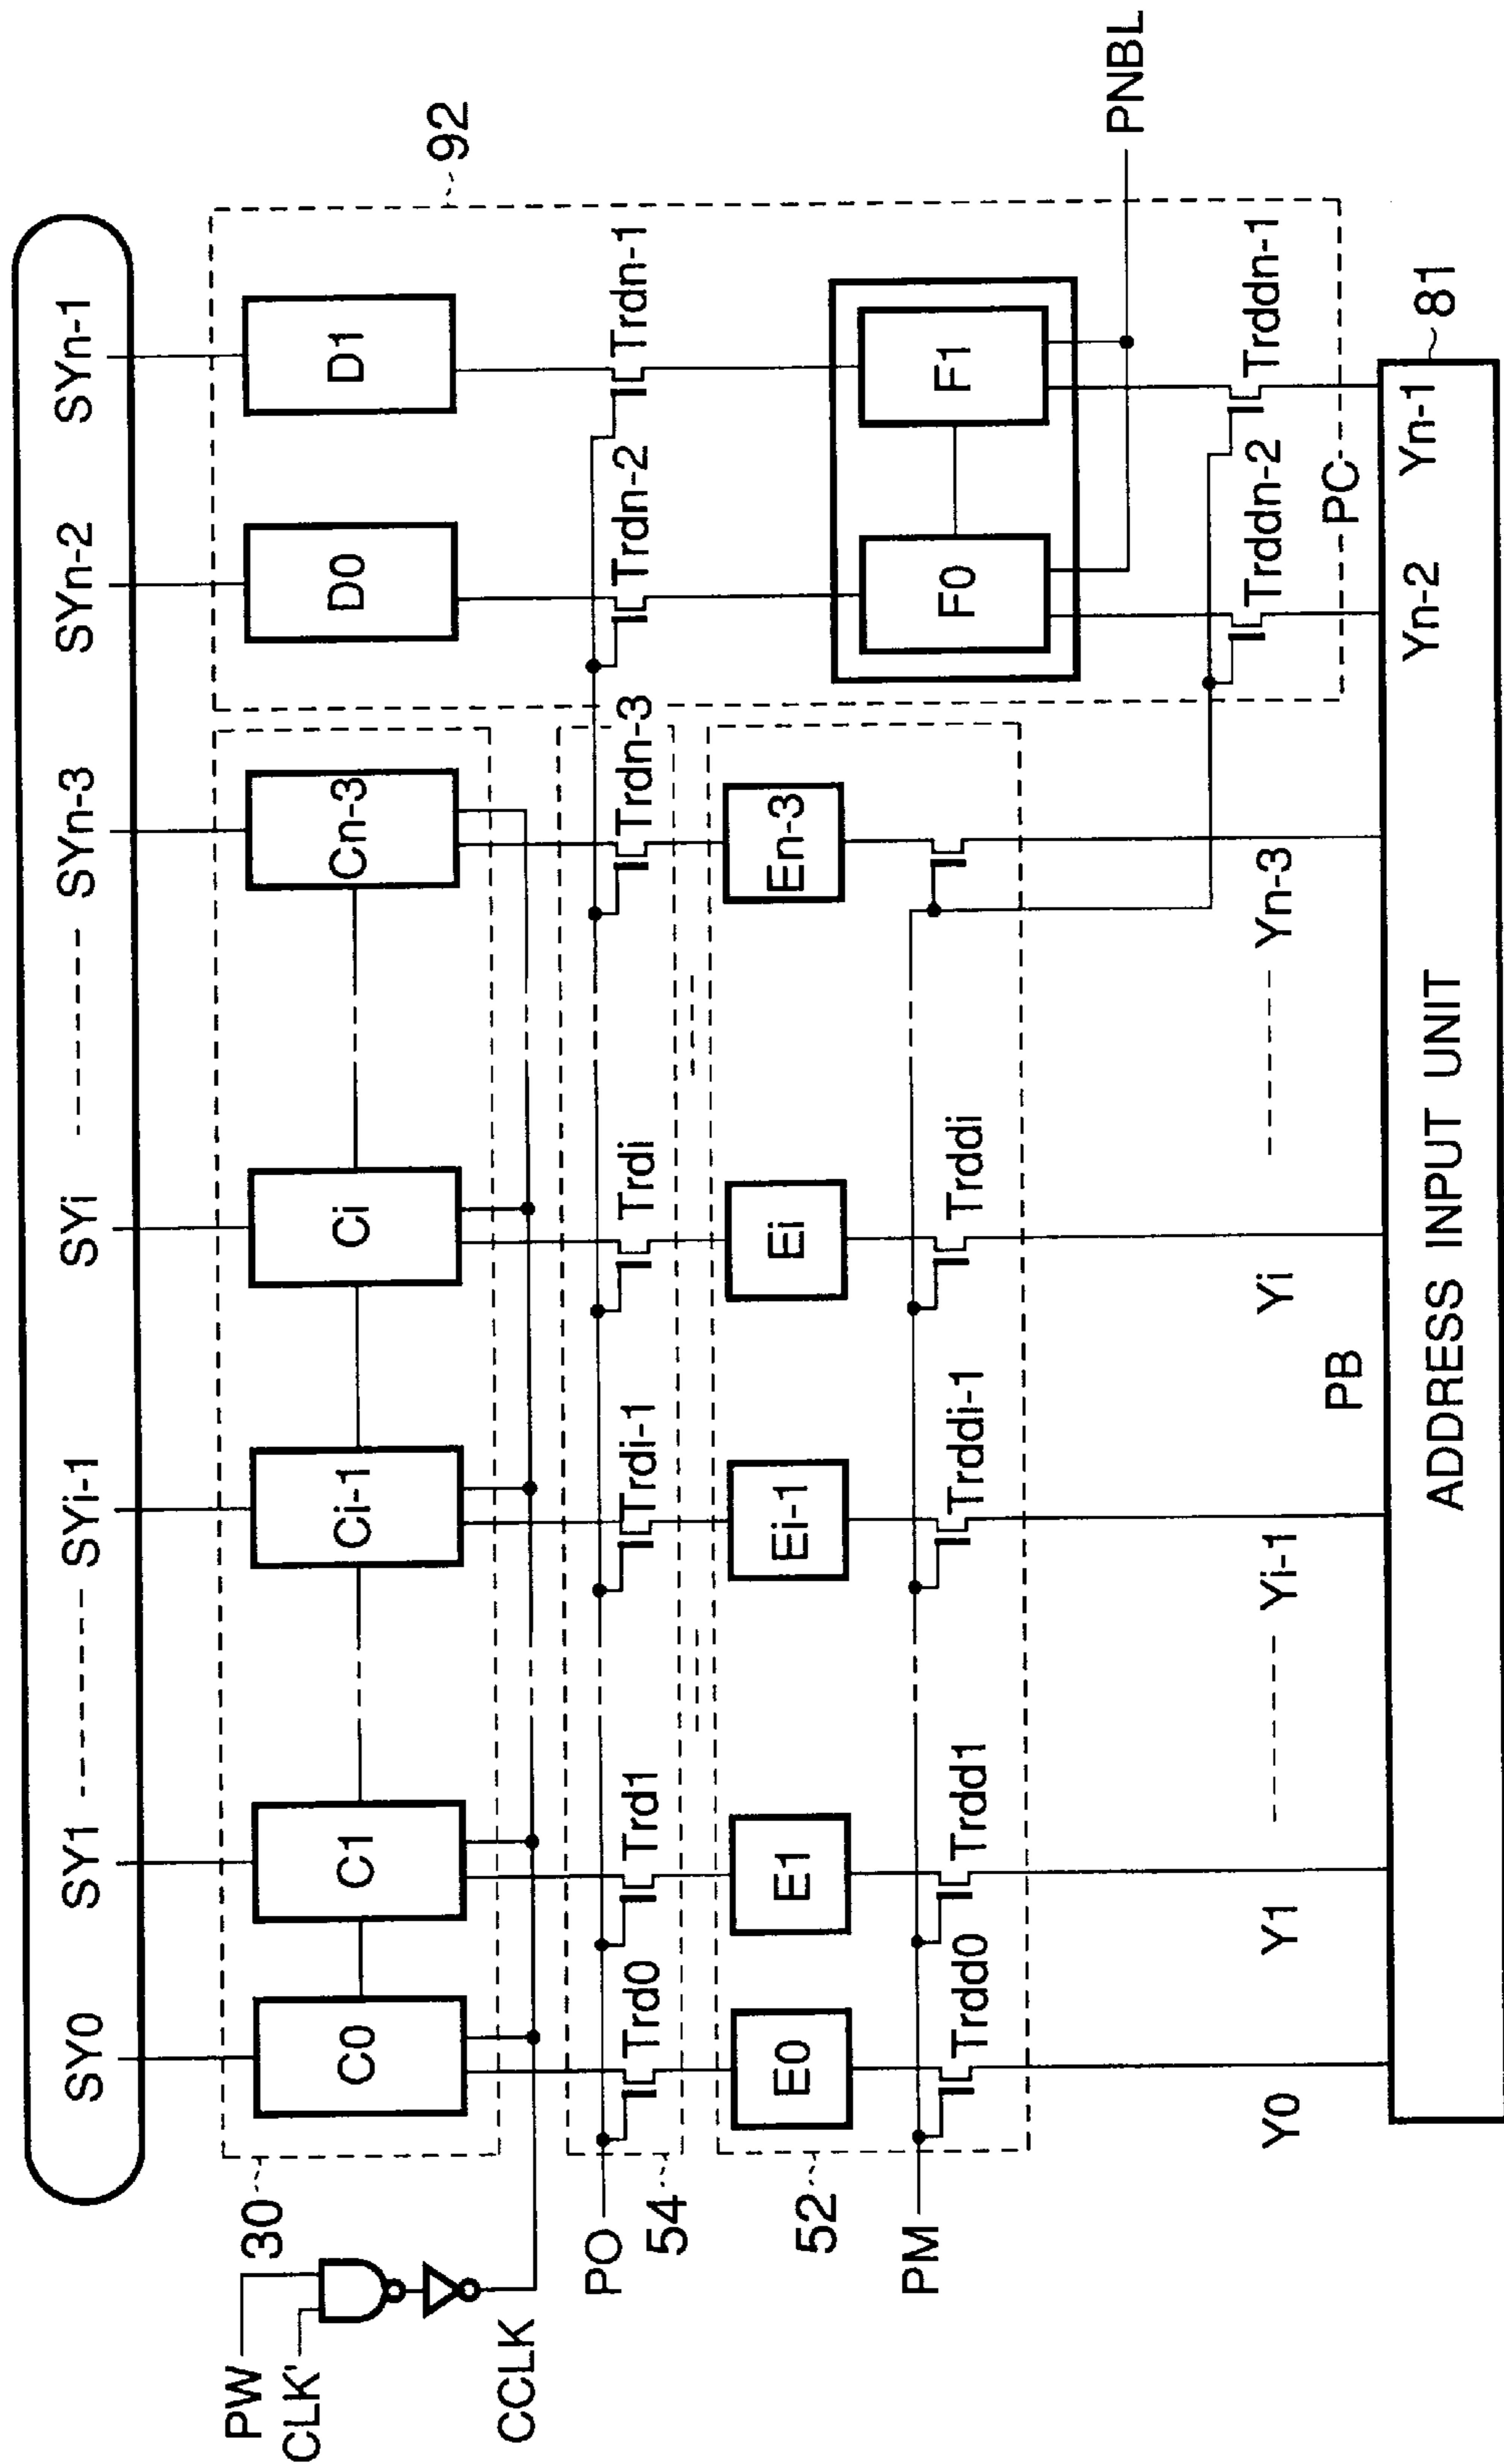 SY0 SY1 -------- SYi-1 SYi -------- SYn-3 SYn-2 SYn-1
92
C0 C1 Ci-1 Ci Cn-3 D0 D1
30
PW
CLK'
CCLK
PO
Trd0 Trd1 Trdi-1 Trdi Trdn-3 Trdn-2 Trdn-1
54
E0 E1 Ei-1 Ei En-3 F0 F1
52
PNBL
PM
Trdd0 Trdd1 Trddi-1 Trddi Trddn-2 Trddn-1
Y0 Y1 -------- Yi-1 Yi -------- Yn-3
PB
PC
81
Yn-2 Yn-1
ADDRESS INPUT UNIT